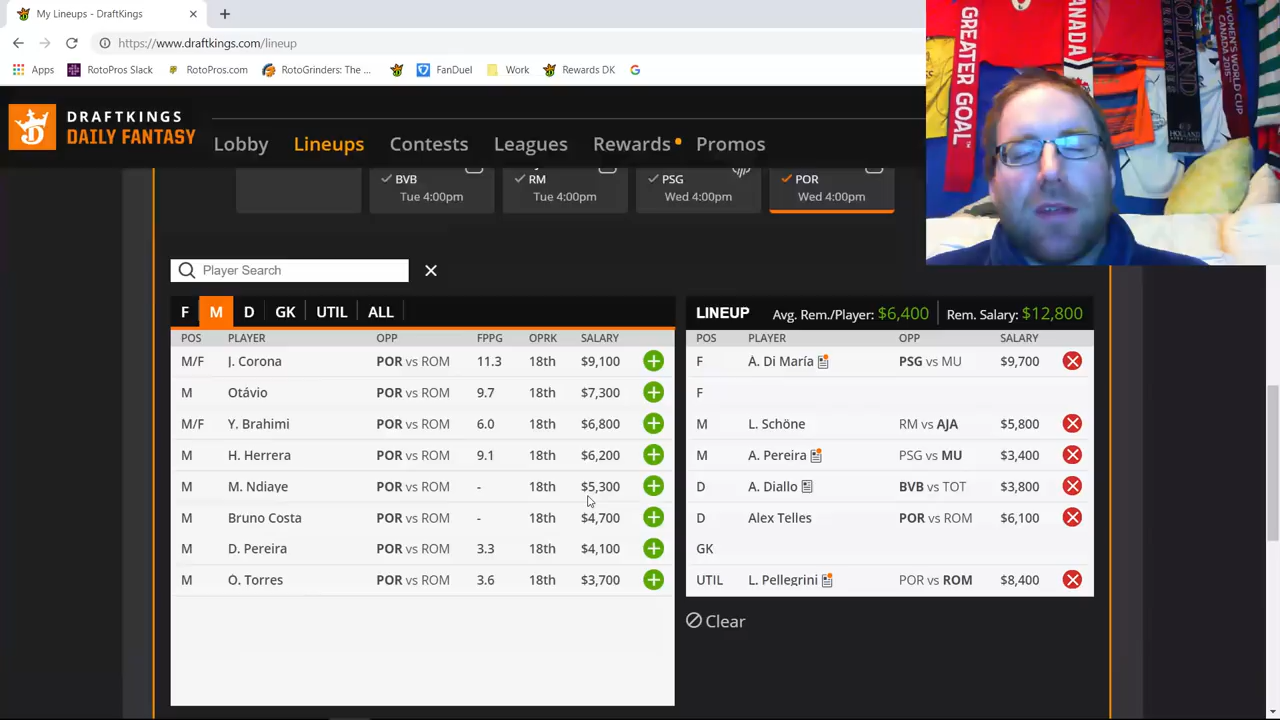 My Lineups - DraftKings
https://www.draftkings.com/lineup
Apps RotoPros Slack RotoPros.com RotoGrinders: The ... FanDuel Work Rewards DK
DRAFTKINGS
DAILY FANTASY
Lobby Lineups Contests Leagues Rewards Promos
BVB RM PSG POR
Tue 4:00pm Tue 4:00pm Wed 4:00pm Wed 4:00pm
Player Search
F M D GK UTIL ALL
POS PLAYER OPP FPPG OPRK SALARY
M/F J. Corona POR vs ROM 11.3 18th $9,100
M Otávio POR vs ROM 9.7 18th $7,300
M/F Y. Brahimi POR vs ROM 6.0 18th $6,800
M H. Herrera POR vs ROM 9.1 18th $6,200
M M. Ndiaye POR vs ROM - 18th $5,300
M Bruno Costa POR vs ROM - 18th $4,700
M D. Pereira POR vs ROM 3.3 18th $4,100
M O. Torres POR vs ROM 3.6 18th $3,700
LINEUP Avg. Rem./Player: $6,400 Rem. Salary: $12,800
POS PLAYER OPP SALARY
F A. Di María PSG vs MU $9,700
F
M L. Schöne RM vs AJA $5,800
M A. Pereira PSG vs MU $3,400
D A. Diallo BVB vs TOT $3,800
D Alex Telles POR vs ROM $6,100
GK
UTIL L. Pellegrini POR vs ROM $8,400
Clear
GREATER GOAL™
CANADA
HOLLAND
HOLLAND
WOMEN'S WORLD CUP
CANADA 2015